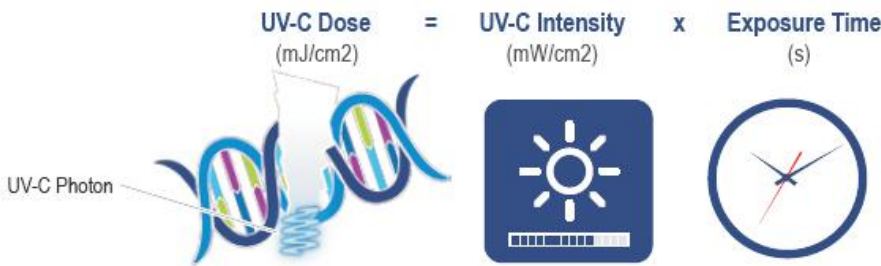 UV-C Dose = UV-C Intensity x Exposure Time
(mJ/cm2) (mW/cm2) (s)
UV-C Photon